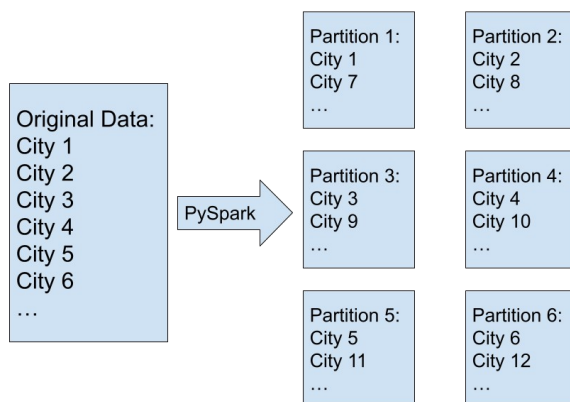 Original Data:
City 1
City 2
City 3
City 4
City 5
City 6
…
PySpark
Partition 1:
City 1
City 7
…
Partition 2:
City 2
City 8
…
Partition 3:
City 3
City 9
…
Partition 4:
City 4
City 10
…
Partition 5:
City 5
City 11
…
Partition 6:
City 6
City 12
…